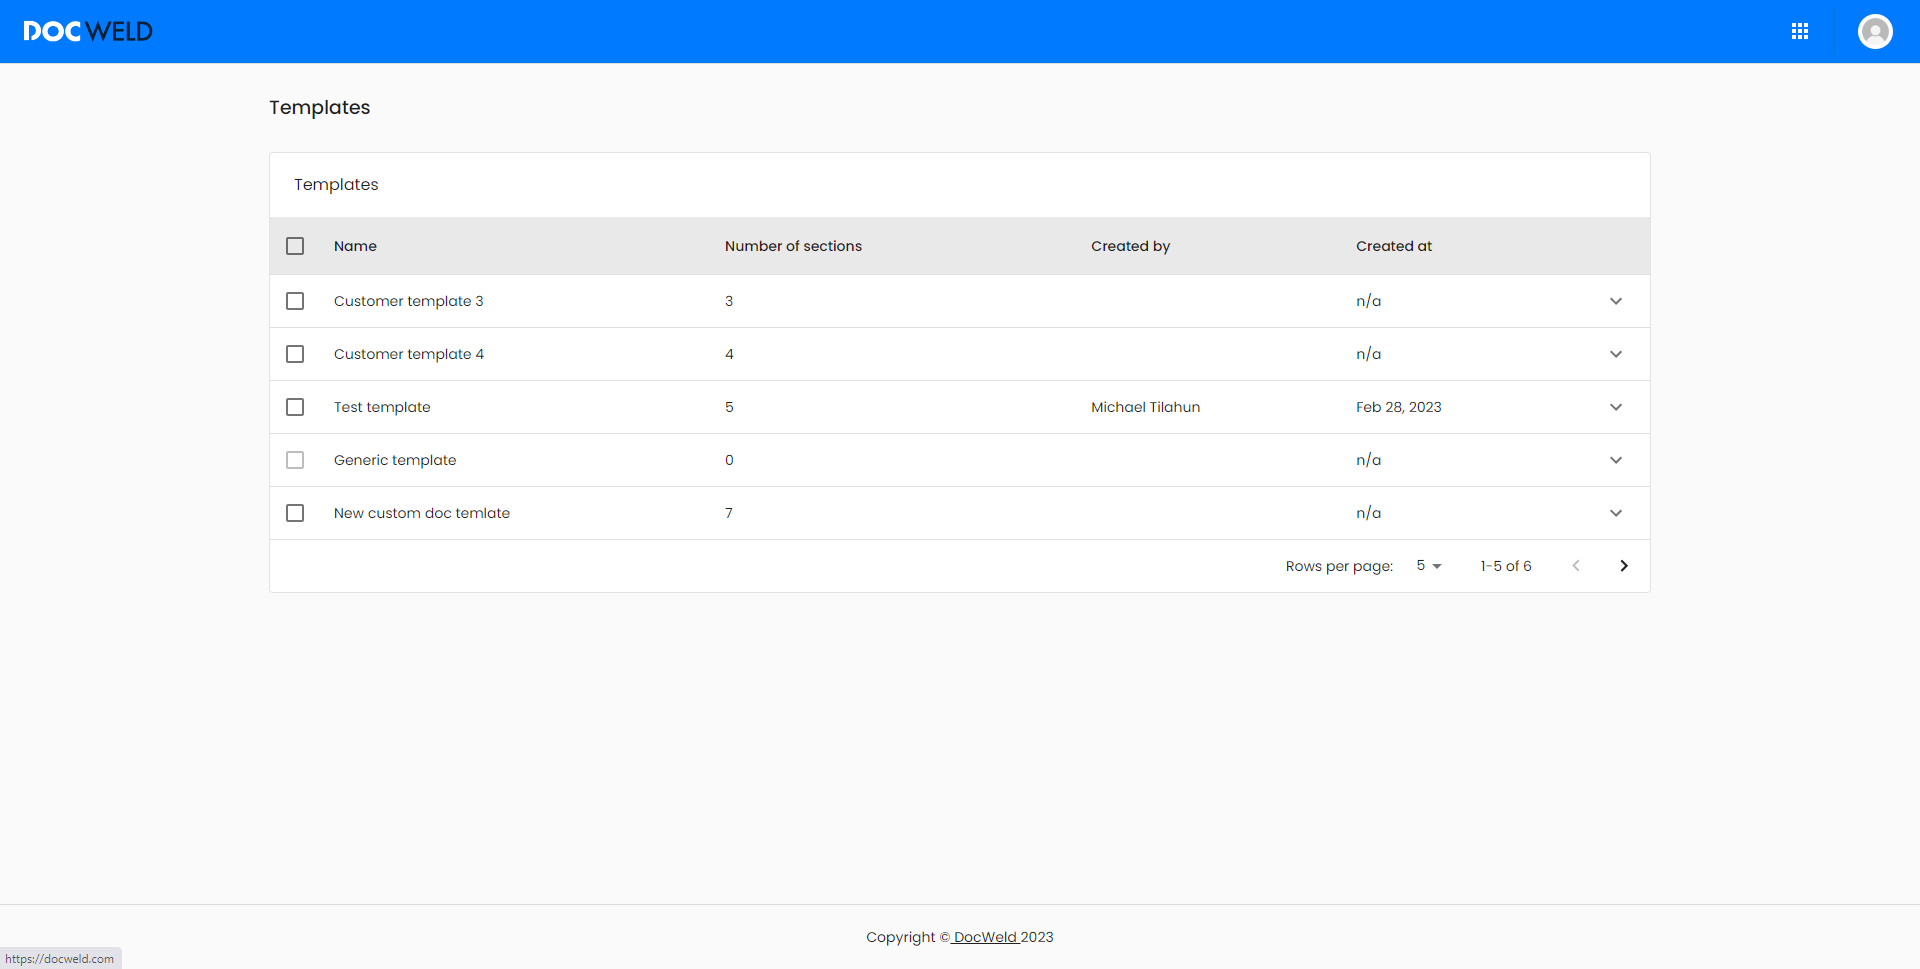 DOCWELD
Templates
Templates
Name Number of sections Created by Created at
Customer template 3 3 n/a
Customer template 4 4 n/a
Test template 5 Michael Tilahun Feb 28, 2023
Generic template 0 n/a
New custom doc temlate 7 n/a
Rows per page: 5 1-5 of 6
Copyright © DocWeld 2023
https://docweld.com